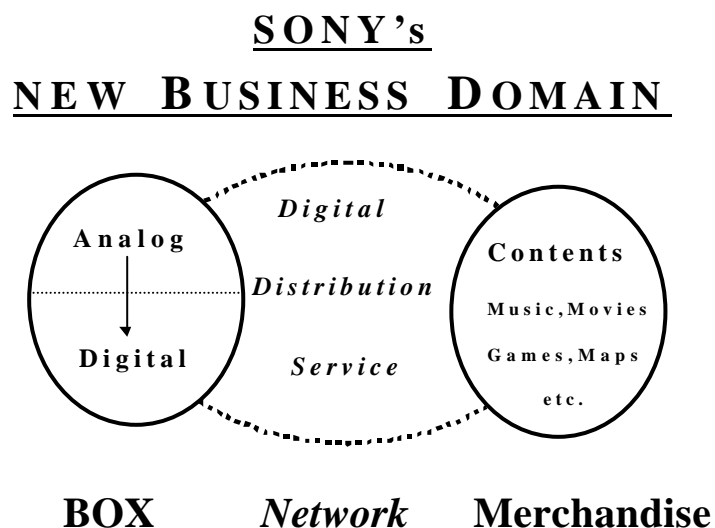 SONY's
NEW BUSINESS DOMAIN
Analog
Digital
Digital
Distribution
Service
Contents
Music,Movies
Games,Maps
etc.
BOX
Network
Merchandise